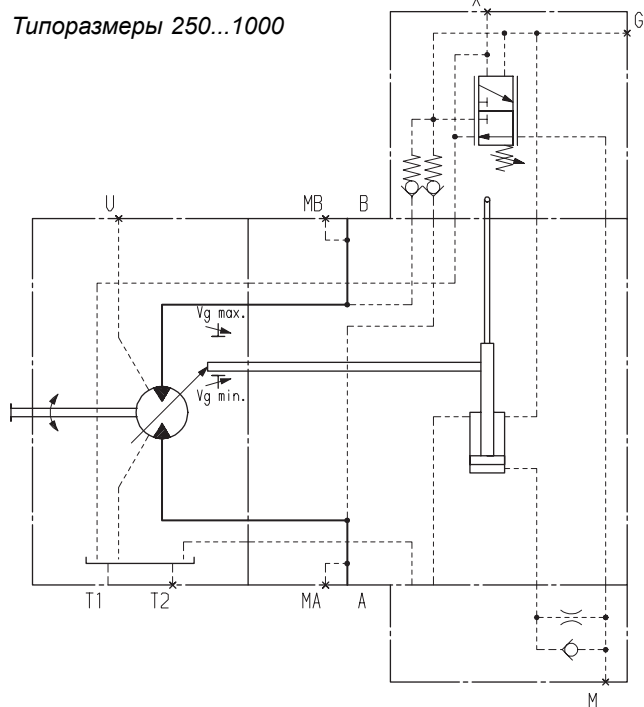 Типоразмеры 250...1000
X
G
U
MB
B
Vg max.
Vg min.
T1
T2
MA
A
M